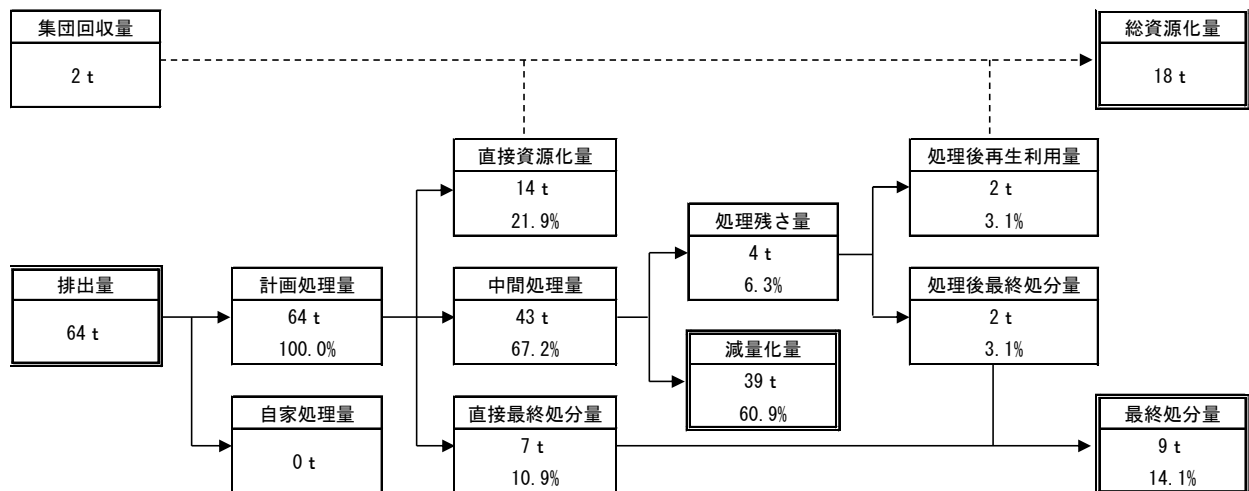 集団回収量
2 t
総資源化量
18 t
直接資源化量
14 t
21.9%
処理後再生利用量
2 t
3.1%
処理残さ量
4 t
6.3%
排出量
64 t
計画処理量
64 t
100.0%
中間処理量
43 t
67.2%
処理後最終処分量
2 t
3.1%
減量化量
39 t
60.9%
自家処理量
0 t
直接最終処分量
7 t
10.9%
最終処分量
9 t
14.1%